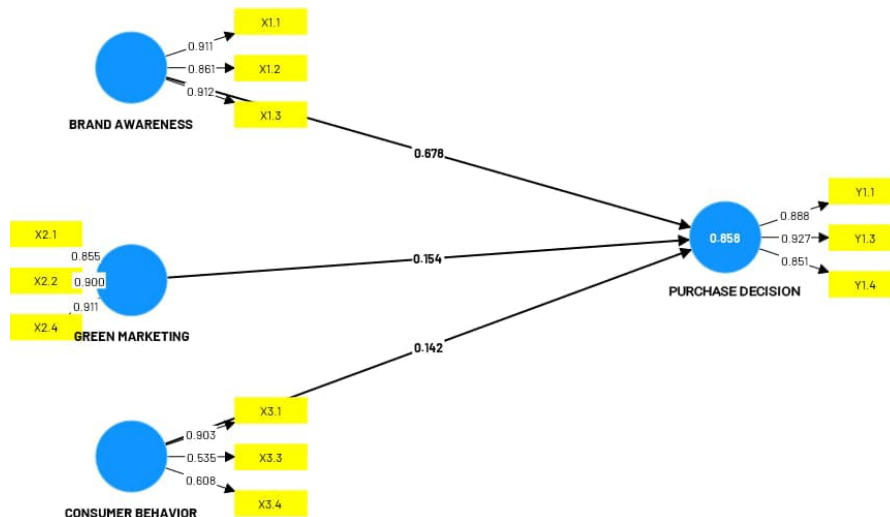 X1.1
0.911
X1.2
0.861
0.912
X1.3
BRAND AWARENESS
0.678
Y1.1
0.888
X2.1
0.858
0.927
Y1.3
0.855
0.154
0.851
X2.2
0.900
Y1.4
PURCHASE DECISION
0.911
X2.4
GREEN MARKETING
0.142
X3.1
0.903
0.535
X3.3
0.608
X3.4
CONSUMER BEHAVIOR